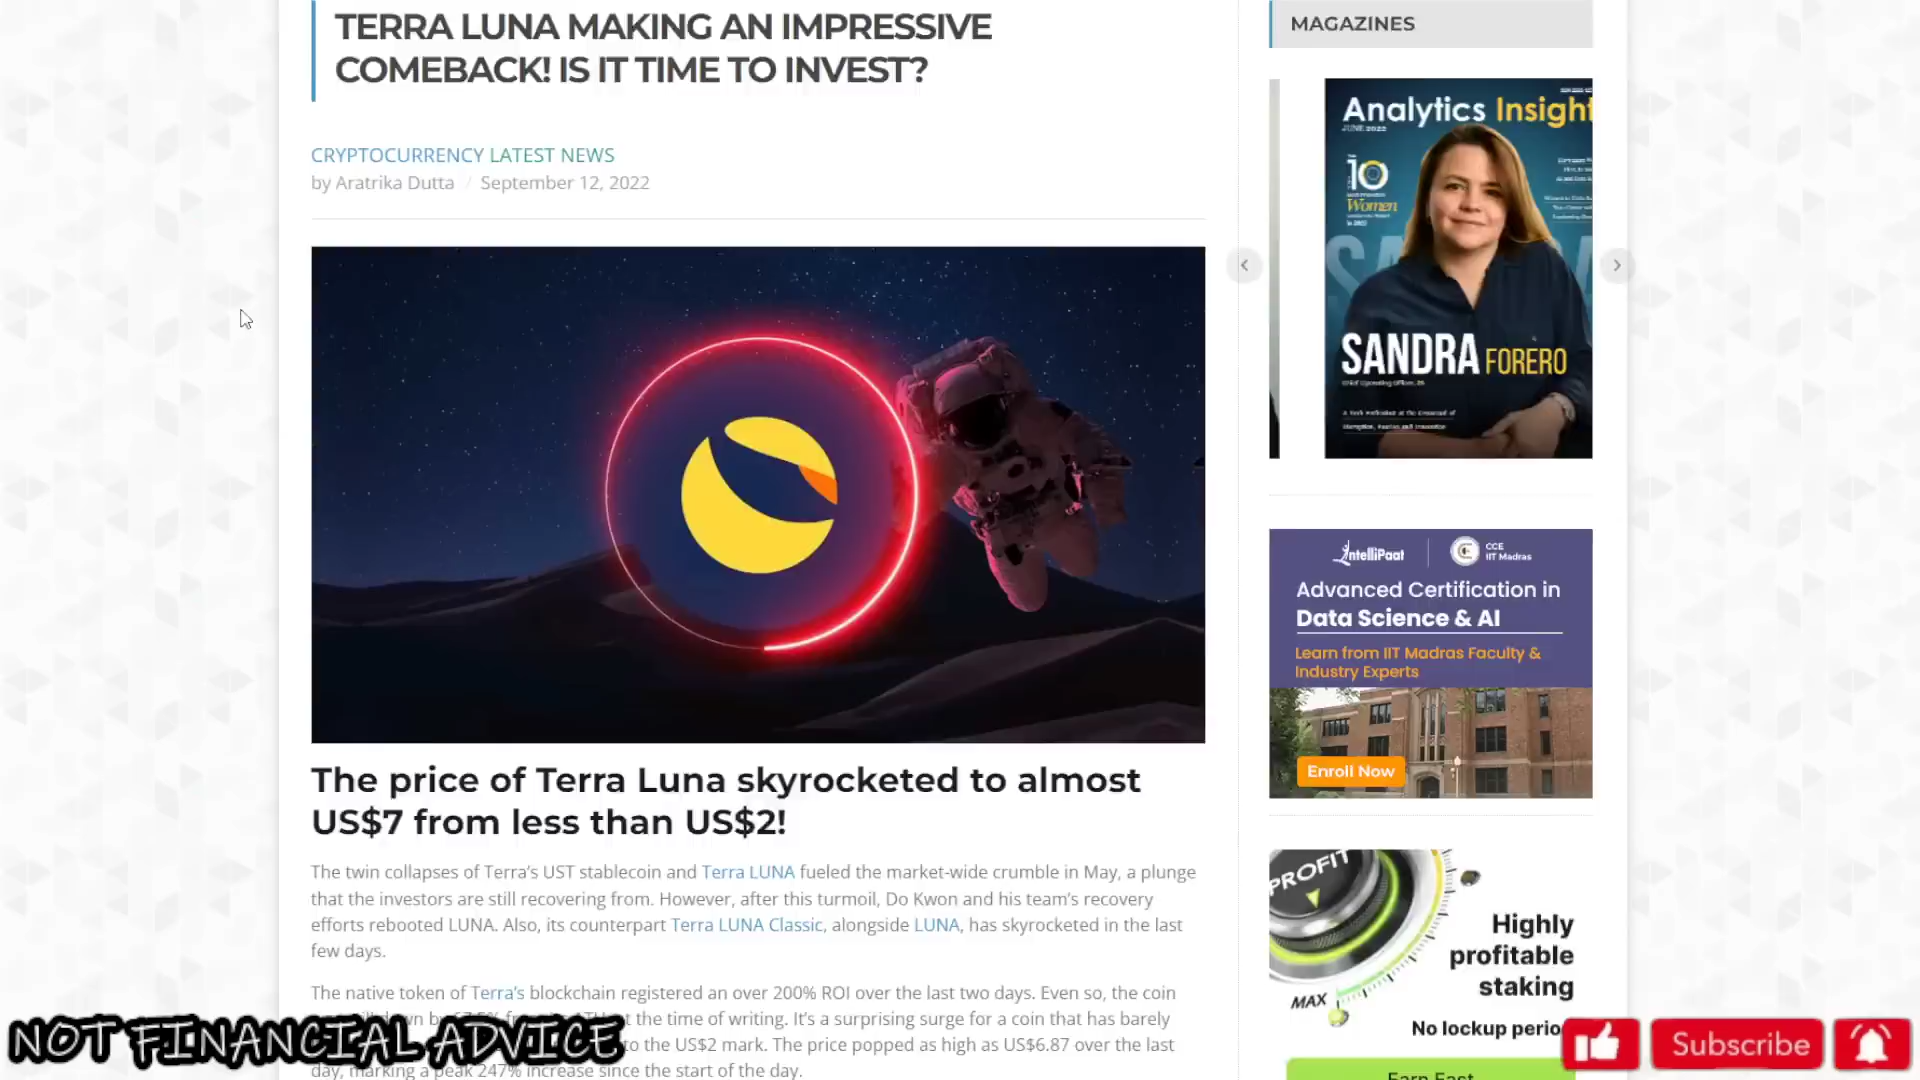 TERRA LUNA MAKING AN IMPRESSIVE
COMEBACK! IS IT TIME TO INVEST?
CRYPTOCURRENCY LATEST NEWS
by Aratrika Dutta / September 12, 2022
The price of Terra Luna skyrocketed to almost
US$7 from less than US$2!
The twin collapses of Terra's UST stablecoin and Terra LUNA fueled the market-wide crumble in May, a plunge
that the investors are still recovering from. However, after this turmoil, Do Kwon and his team's recovery
efforts rebooted LUNA. Also, its counterpart Terra LUNA Classic, alongside LUNA, has skyrocketed in the last
few days.
The native token of Terra's blockchain registered an over 200% ROI over the last two days. Even so, the coin
at the time of writing. It's a surprising surge for a coin that has barely
to the US$2 mark. The price popped as high as US$6.87 over the last
day, marking a peak 247% increase since the start of the day.
NOT FINANCIAL ADVICE
MAGAZINES
Analytics Insight
JUNE 2022
THE
10
Women
in 2022
SANDRA FORERO
Chief Operating Officer
IntelliPaat
CCE
IIT Madras
Advanced Certification in
Data Science & AI
Learn from IIT Madras Faculty &
Industry Experts
Enroll Now
PROFIT
MAX
Highly
profitable
staking
No lockup perio
Earn Fast
Subscribe